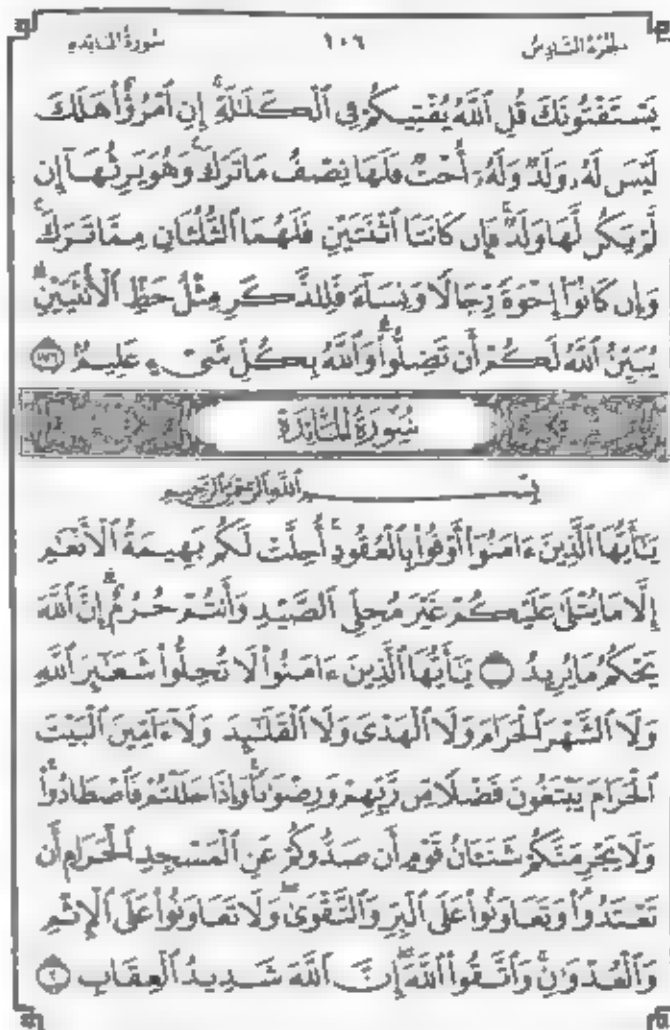 الجزء السادس ١٠٦ سورة المائدة
يَسْتَفْتُونَكَ قُلِ ٱللَّهُ يُفْتِيكُمْ فِي ٱلْكَلَٰلَةِ ۚ إِنِ ٱمْرُؤٌا۟ هَلَكَ
لَيْسَ لَهُۥ وَلَدٌ وَلَهُۥٓ أُخْتٌ فَلَهَا نِصْفُ مَا تَرَكَ ۚ وَهُوَ يَرِثُهَآ إِن
لَّمْ يَكُن لَّهَا وَلَدٌ ۚ فَإِن كَانَتَا ٱثْنَتَيْنِ فَلَهُمَا ٱلثُّلُثَانِ مِمَّا تَرَكَ ۚ
وَإِن كَانُوٓا۟ إِخْوَةً رِّجَالًا وَنِسَآءً فَلِلذَّكَرِ مِثْلُ حَظِّ ٱلْأُنثَيَيْنِ ۗ
يُبَيِّنُ ٱللَّهُ لَكُمْ أَن تَضِلُّوا۟ ۗ وَٱللَّهُ بِكُلِّ شَىْءٍ عَلِيمٌۢ ١٧٦
سُورَةُ المَائِدَةِ
بِسْمِ ٱللَّهِ ٱلرَّحْمَٰنِ ٱلرَّحِيمِ
يَٰٓأَيُّهَا ٱلَّذِينَ ءَامَنُوٓا۟ أَوْفُوا۟ بِٱلْعُقُودِ ۚ أُحِلَّتْ لَكُم بَهِيمَةُ ٱلْأَنْعَٰمِ
إِلَّا مَا يُتْلَىٰ عَلَيْكُمْ غَيْرَ مُحِلِّى ٱلصَّيْدِ وَأَنتُمْ حُرُمٌ ۗ إِنَّ ٱللَّهَ
يَحْكُمُ مَا يُرِيدُ ١ يَٰٓأَيُّهَا ٱلَّذِينَ ءَامَنُوا۟ لَا تُحِلُّوا۟ شَعَٰٓئِرَ ٱللَّهِ
وَلَا ٱلشَّهْرَ ٱلْحَرَامَ وَلَا ٱلْهَدْىَ وَلَا ٱلْقَلَٰٓئِدَ وَلَآ ءَآمِّينَ ٱلْبَيْتَ
ٱلْحَرَامَ يَبْتَغُونَ فَضْلًا مِّن رَّبِّهِمْ وَرِضْوَٰنًا ۚ وَإِذَا حَلَلْتُمْ فَٱصْطَادُوا۟ ۚ
وَلَا يَجْرِمَنَّكُمْ شَنَـَٔانُ قَوْمٍ أَن صَدُّوكُمْ عَنِ ٱلْمَسْجِدِ ٱلْحَرَامِ أَن
تَعْتَدُوا۟ ۘ وَتَعَاوَنُوا۟ عَلَى ٱلْبِرِّ وَٱلتَّقْوَىٰ ۖ وَلَا تَعَاوَنُوا۟ عَلَى ٱلْإِثْمِ
وَٱلْعُدْوَٰنِ ۚ وَٱتَّقُوا۟ ٱللَّهَ ۖ إِنَّ ٱللَّهَ شَدِيدُ ٱلْعِقَابِ ٢